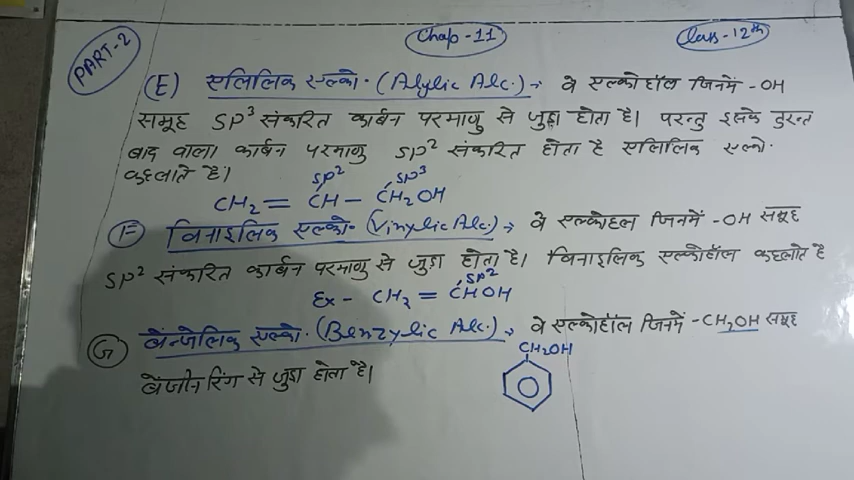 PART-2 Chap-11 Class-12th
(E) एलिलिक एल्को. (Allylic Alc.) :- वे एल्कोहॉल जिनमें -OH
समूह SP³ संकरित कार्बन परमाणु से जुड़ा होता है। परन्तु इसके तुरन्त
बाद वाला कार्बन परमाणु SP² संकरित होता है एलिलिक एल्को.
कहलाते है।
SP² SP³
CH₂ = CH - CH₂OH
(F) विनाइलिक एल्को. (Vinylic Alc.) :- वे एल्कोहल जिनमें -OH समूह
SP² संकरित कार्बन परमाणु से जुड़ा होता है। विनाइलिक एल्कोहॉल कहलाते है
SP²
Ex - CH₂ = CHOH
(G) बेन्जेलिक एल्को. (Benzylic Alc.) :- वे एल्कोहॉल जिनमें -CH₂OH समूह
CH₂OH
बेंजीन रिंग से जुड़ा होता है।